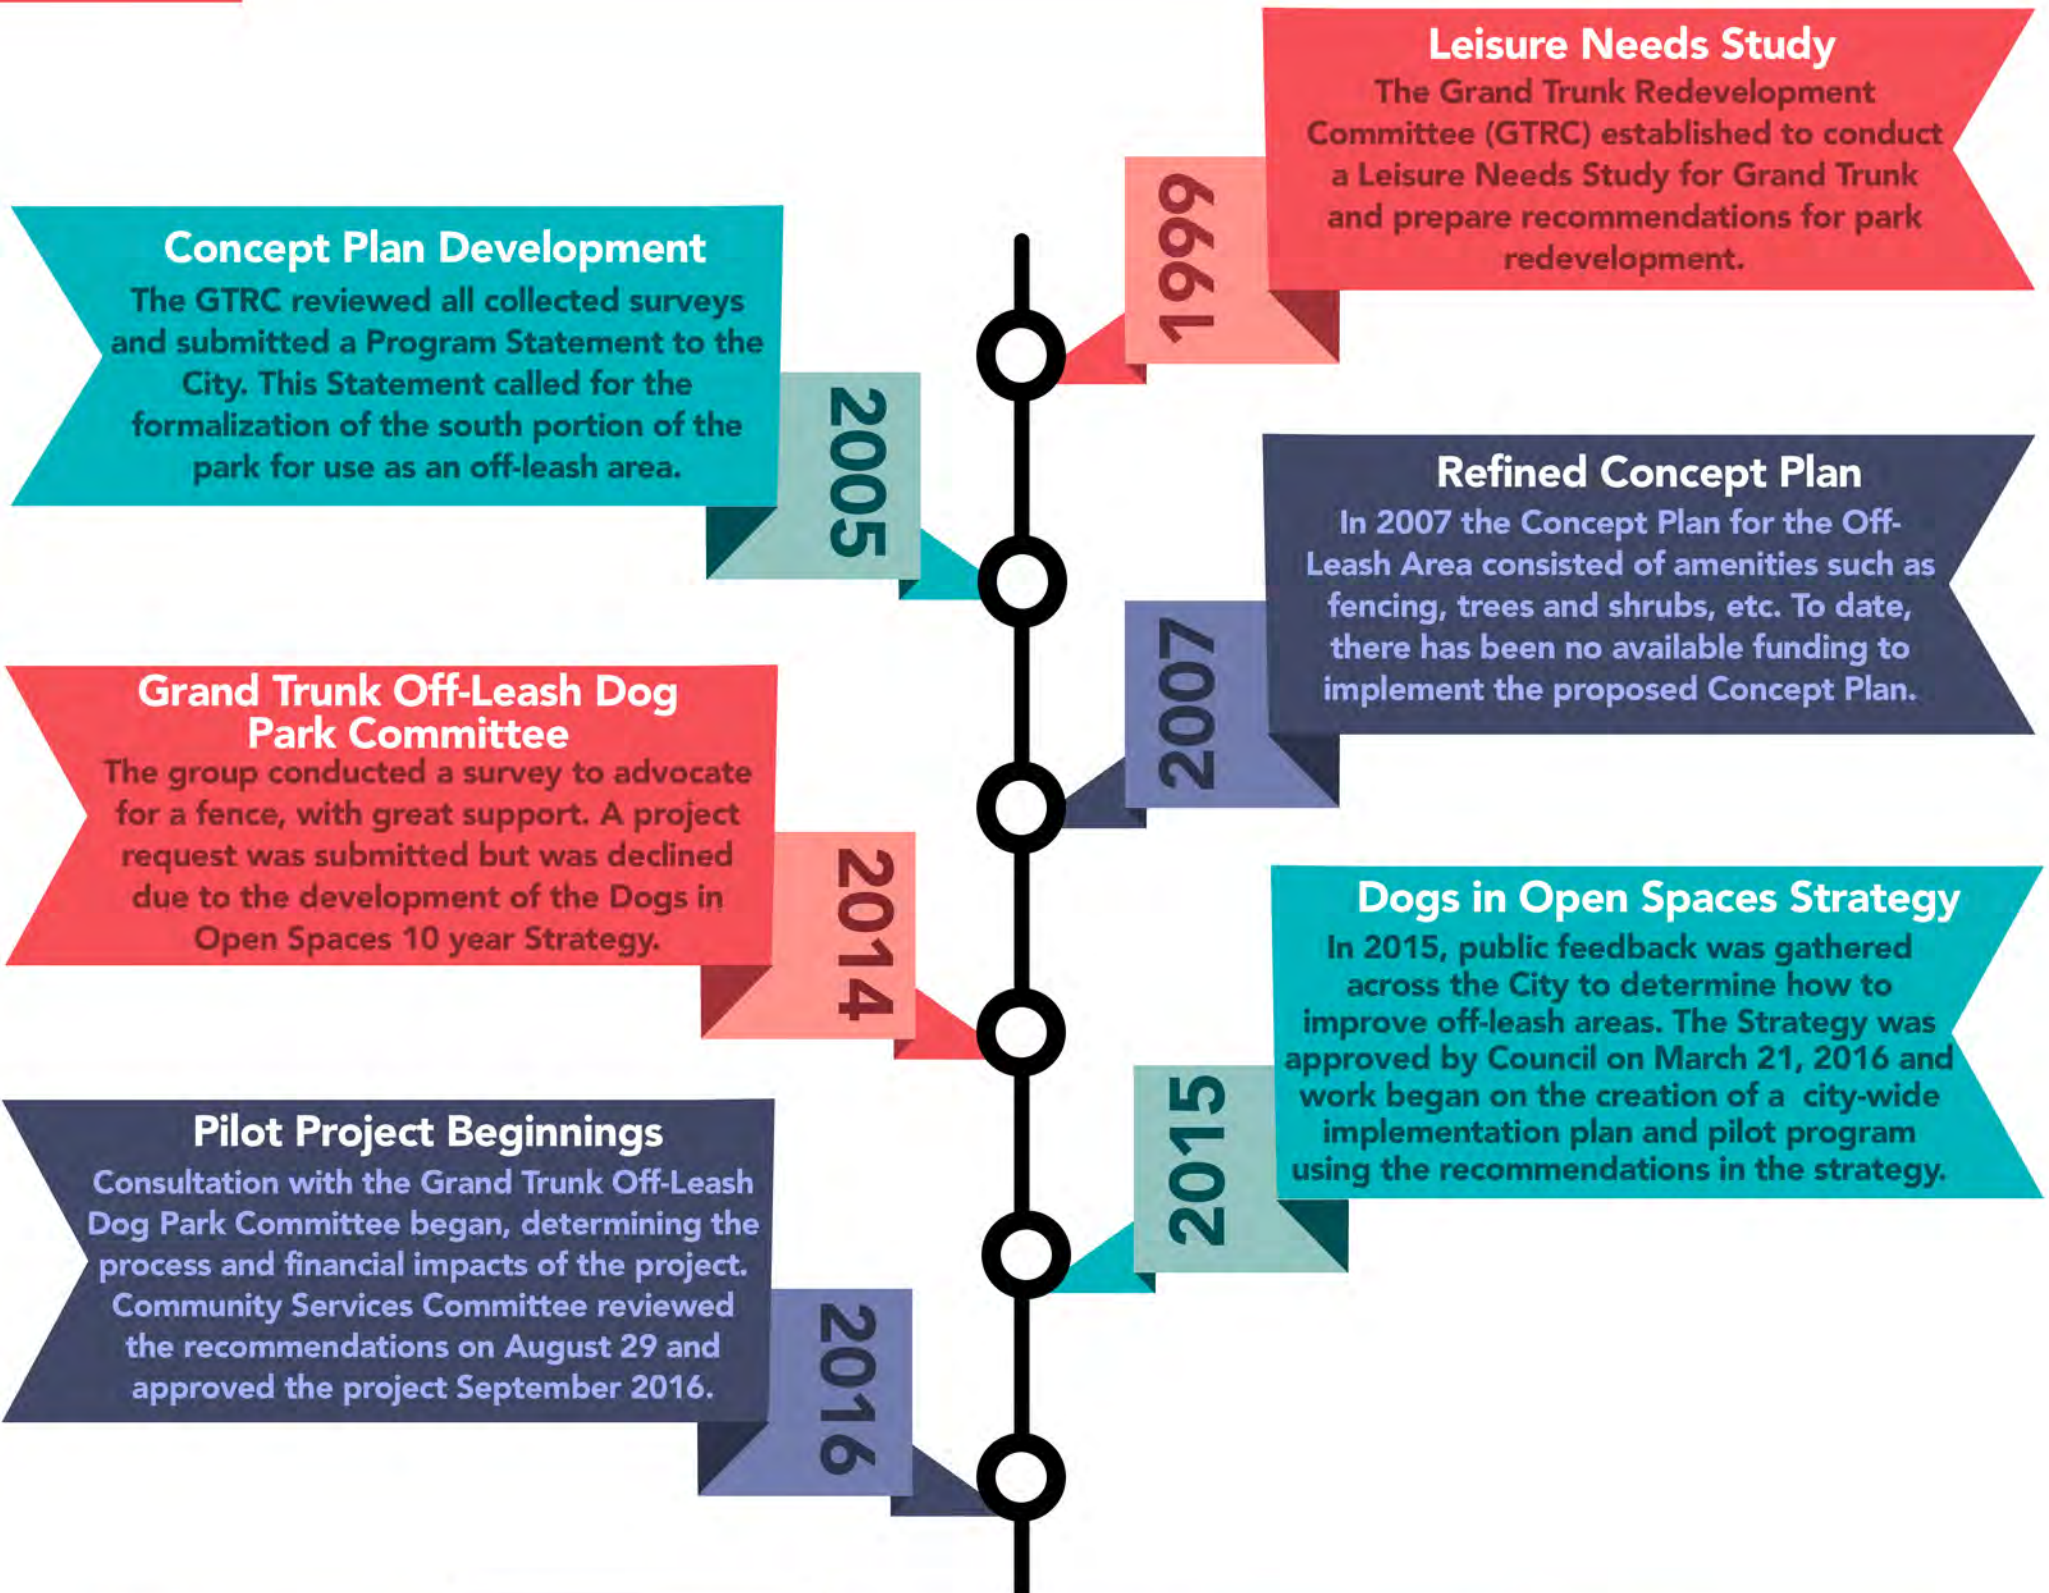 Leisure Needs Study
The Grand Trunk Redevelopment
Committee (GTRC) established to conduct
a Leisure Needs Study for Grand Trunk
and prepare recommendations for park
redevelopment.
1999
Concept Plan Development
The GTRC reviewed all collected surveys
and submitted a Program Statement to the
City. This Statement called for the
formalization of the south portion of the
park for use as an off-leash area.
2005
Refined Concept Plan
In 2007 the Concept Plan for the Off-
Leash Area consisted of amenities such as
fencing, trees and shrubs, etc. To date,
there has been no available funding to
implement the proposed Concept Plan.
2007
Grand Trunk Off-Leash Dog
Park Committee
The group conducted a survey to advocate
for a fence, with great support. A project
request was submitted but was declined
due to the development of the Dogs in
Open Spaces 10 year Strategy.
2014
Dogs in Open Spaces Strategy
In 2015, public feedback was gathered
across the City to determine how to
improve off-leash areas. The Strategy was
approved by Council on March 21, 2016 and
work began on the creation of a city-wide
implementation plan and pilot program
using the recommendations in the strategy.
2015
Pilot Project Beginnings
Consultation with the Grand Trunk Off-Leash
Dog Park Committee began, determining the
process and financial impacts of the project.
Community Services Committee reviewed
the recommendations on August 29 and
approved the project September 2016.
2016